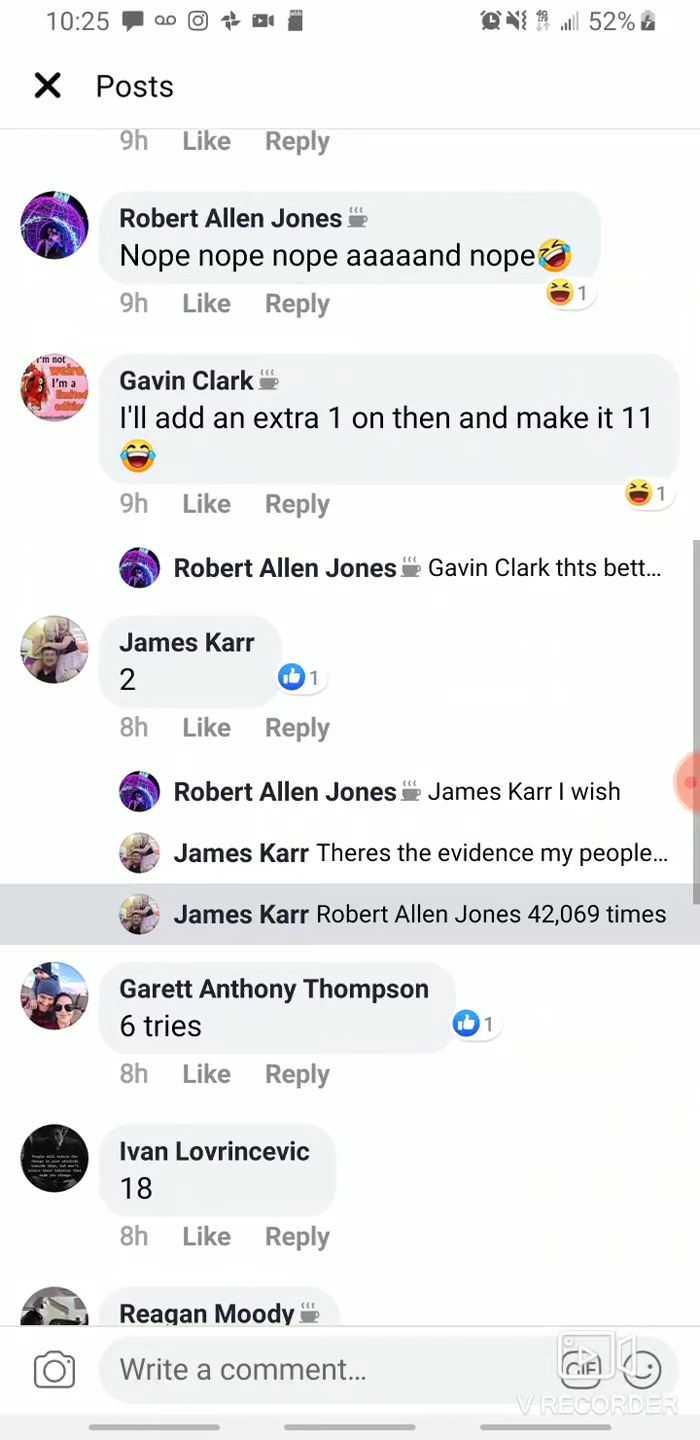 10:25 52%
Posts
9h Like Reply
Robert Allen Jones
Nope nope nope aaaaand nope🤣
1
9h Like Reply
I'm not
weird
I'm a
limited
edition
Gavin Clark
I'll add an extra 1 on then and make it 11
😂
1
9h Like Reply
Robert Allen Jones Gavin Clark thts bett...
James Karr
2
1
8h Like Reply
Robert Allen Jones James Karr I wish
James Karr Theres the evidence my people...
James Karr Robert Allen Jones 42,069 times
Garett Anthony Thompson
6 tries
1
8h Like Reply
Ivan Lovrincevic
18
8h Like Reply
Reagan Moody
Write a comment...
GIF
V RECORDER